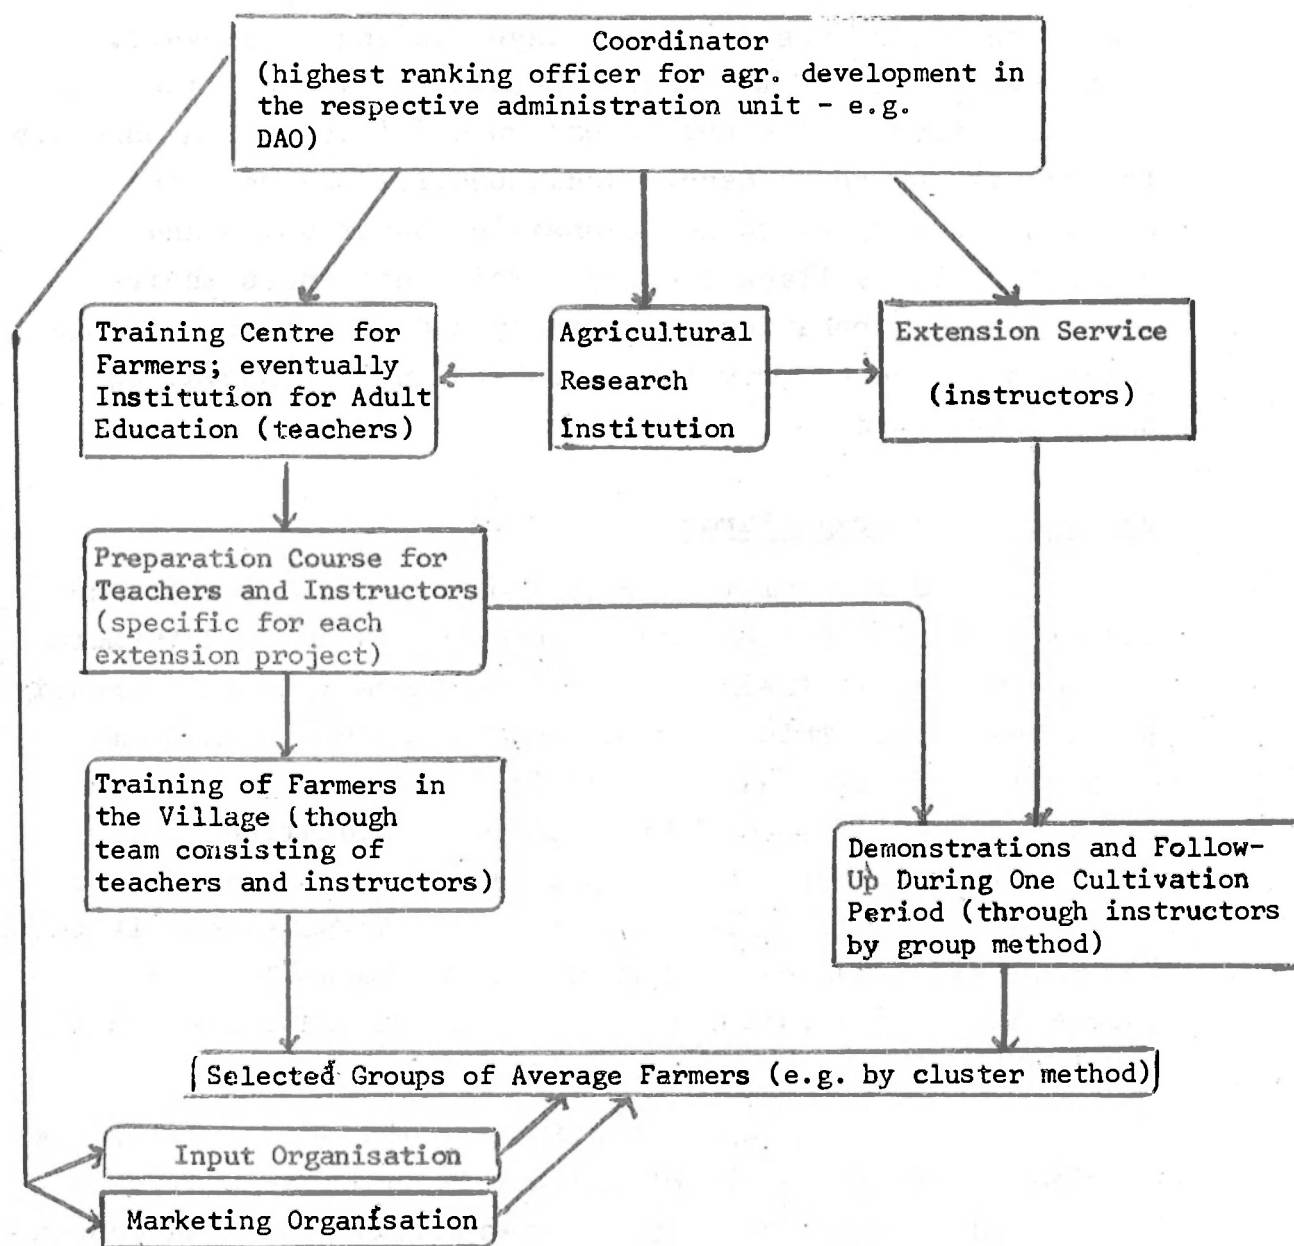 Coordinator
(highest ranking officer for agr. development in
the respective administration unit - e.g.
DAO)
Training Centre for
Farmers; eventually
Institution for Adult
Education (teachers)
Agricultural
Research
Institution
Extension Service
(instructors)
Preparation Course for
Teachers and Instructors
(specific for each
extension project)
Training of Farmers in
the Village (though
team consisting of
teachers and instructors)
Demonstrations and Follow-
Up During One Cultivation
Period (through instructors
by group method)
Selected Groups of Average Farmers (e.g. by cluster method)
Input Organisation
Marketing Organisation